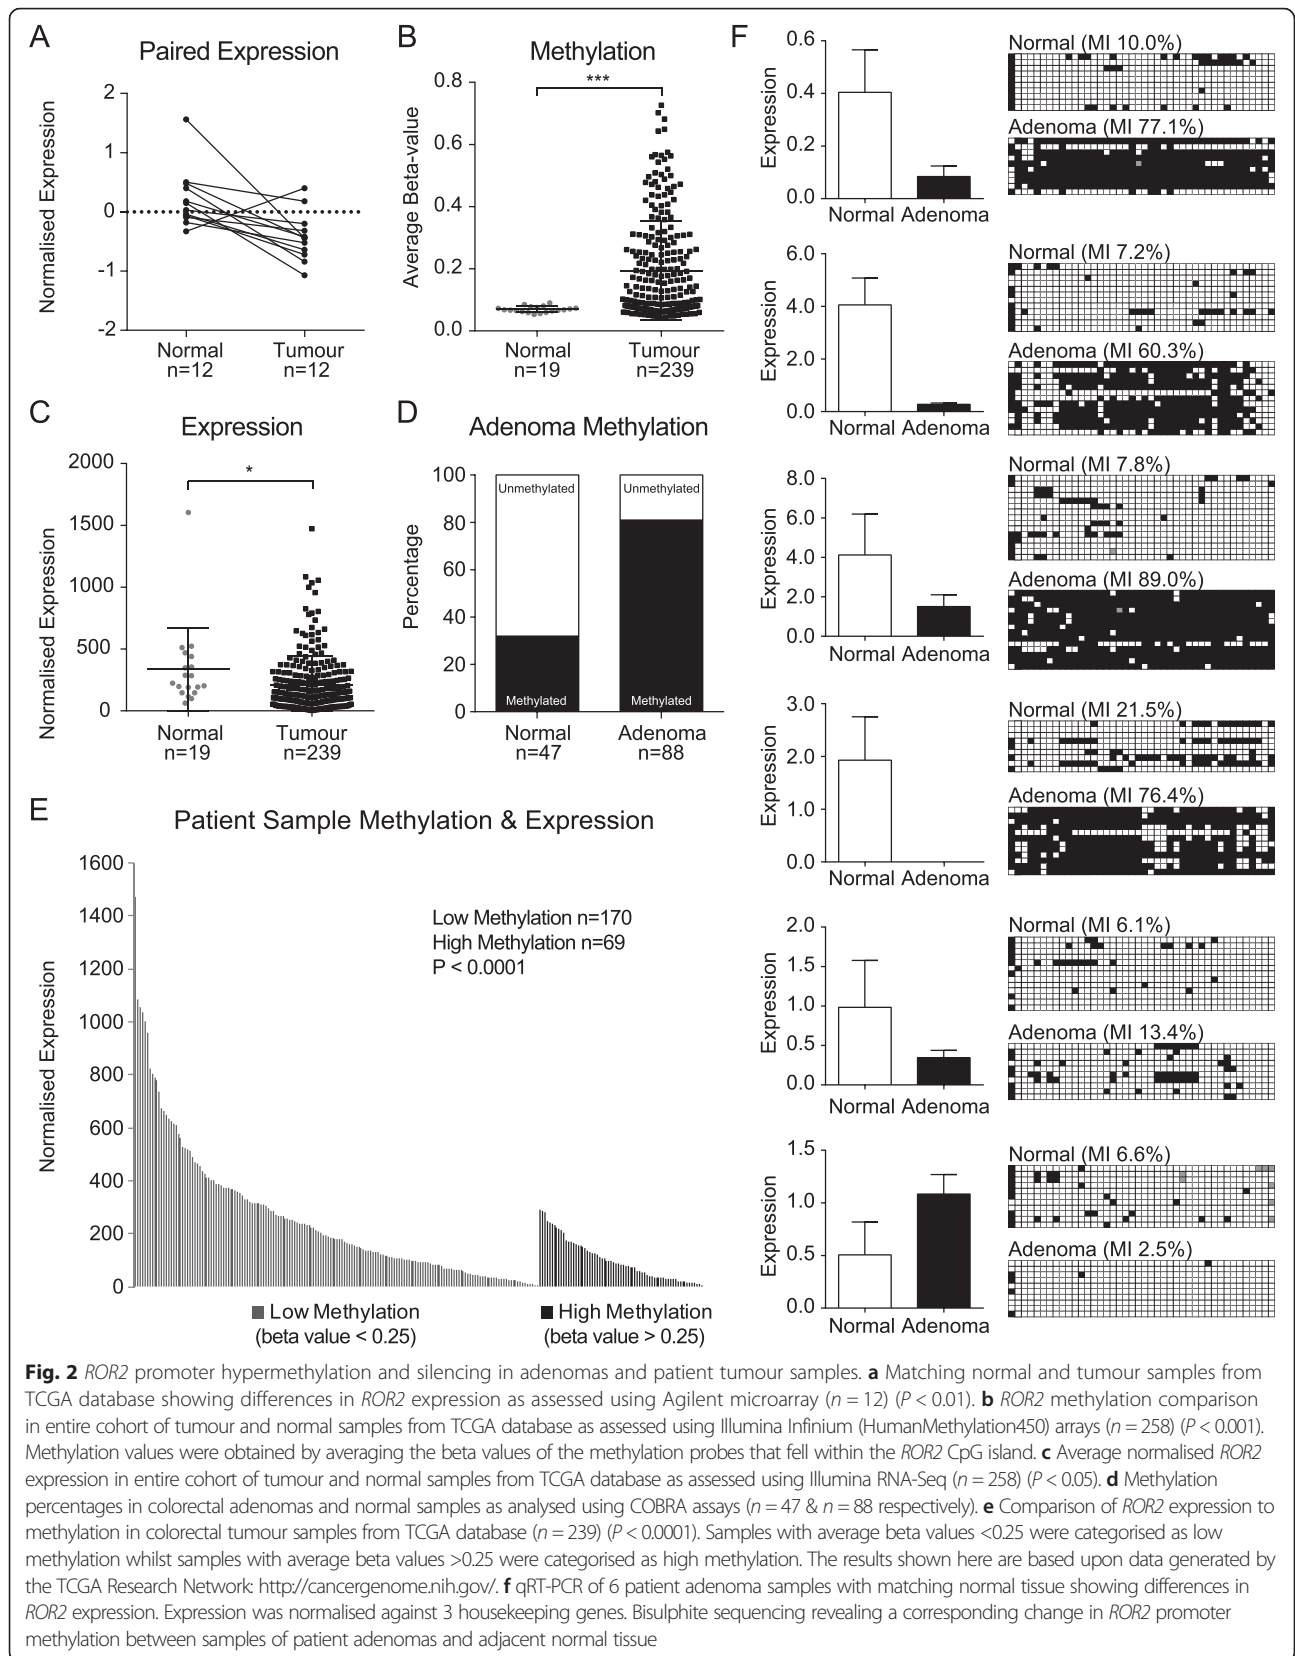 A
Paired Expression
Normalised Expression
2
1
0
-1
-2
Normal
n=12
Tumour
n=12
B
Methylation
***
Average Beta-value
0.8
0.6
0.4
0.2
0.0
Normal
n=19
Tumour
n=239
C
Expression
*
Normalised Expression
2000
1500
1000
500
0
Normal
n=19
Tumour
n=239
D
Adenoma Methylation
Percentage
100
80
60
40
20
0
Unmethylated
Unmethylated
Methylated
Methylated
Normal
n=47
Adenoma
n=88
E
Patient Sample Methylation & Expression
Normalised Expression
1600
1400
1200
1000
800
600
400
200
0
Low Methylation n=170
High Methylation n=69
P < 0.0001
Low Methylation
(beta value < 0.25)
High Methylation
(beta value > 0.25)
F
Expression
0.6
0.4
0.2
0.0
Normal Adenoma
Normal (MI 10.0%)
Adenoma (MI 77.1%)
Expression
6.0
4.0
2.0
0.0
Normal Adenoma
Normal (MI 7.2%)
Adenoma (MI 60.3%)
Expression
8.0
6.0
4.0
2.0
0.0
Normal Adenoma
Normal (MI 7.8%)
Adenoma (MI 89.0%)
Expression
3.0
2.0
1.0
0.0
Normal Adenoma
Normal (MI 21.5%)
Adenoma (MI 76.4%)
Expression
2.0
1.5
1.0
0.5
0.0
Normal Adenoma
Normal (MI 6.1%)
Adenoma (MI 13.4%)
Expression
1.5
1.0
0.5
0.0
Normal Adenoma
Normal (MI 6.6%)
Adenoma (MI 2.5%)
Fig. 2 ROR2 promoter hypermethylation and silencing in adenomas and patient tumour samples. a Matching normal and tumour samples from
TCGA database showing differences in ROR2 expression as assessed using Agilent microarray (n = 12) (P < 0.01). b ROR2 methylation comparison
in entire cohort of tumour and normal samples from TCGA database as assessed using Illumina Infinium (HumanMethylation450) arrays (n = 258) (P < 0.001).
Methylation values were obtained by averaging the beta values of the methylation probes that fell within the ROR2 CpG island. c Average normalised ROR2
expression in entire cohort of tumour and normal samples from TCGA database as assessed using Illumina RNA-Seq (n = 258) (P < 0.05). d Methylation
percentages in colorectal adenomas and normal samples as analysed using COBRA assays (n = 47 & n = 88 respectively). e Comparison of ROR2 expression to
methylation in colorectal tumour samples from TCGA database (n = 239) (P < 0.0001). Samples with average beta values <0.25 were categorised as low
methylation whilst samples with average beta values >0.25 were categorised as high methylation. The results shown here are based upon data generated by
the TCGA Research Network: http://cancergenome.nih.gov/. f qRT-PCR of 6 patient adenoma samples with matching normal tissue showing differences in
ROR2 expression. Expression was normalised against 3 housekeeping genes. Bisulphite sequencing revealing a corresponding change in ROR2 promoter
methylation between samples of patient adenomas and adjacent normal tissue